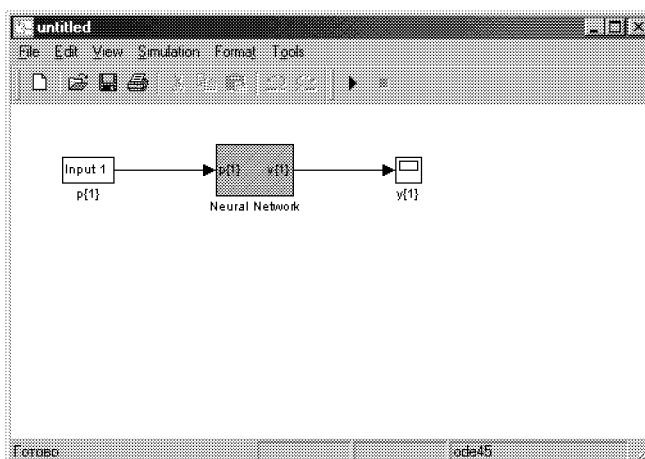 untitled
File Edit View Simulation Format Tools
Input 1
p{1}
p{1} y{1}
Neural Network
y{1}
Готово
ode45